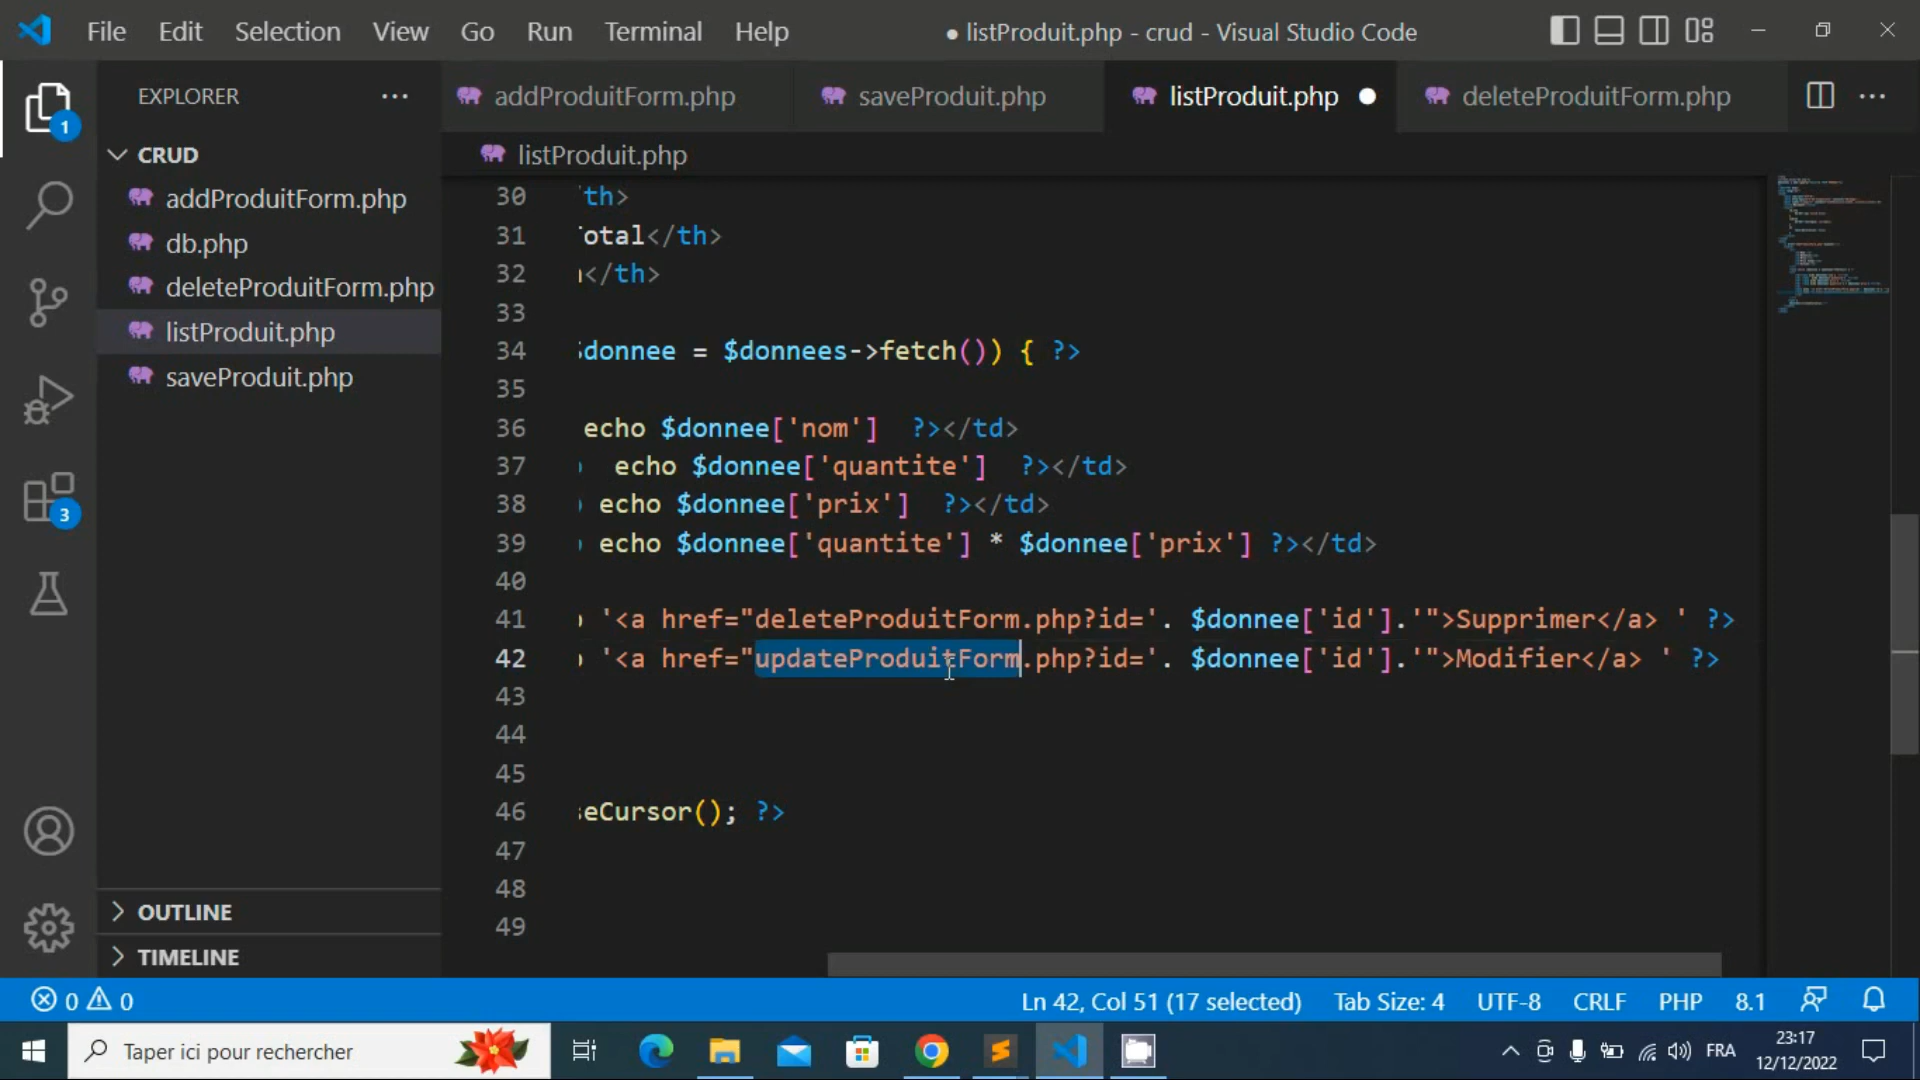 File Edit Selection View Go Run Terminal Help
● listProduit.php - crud - Visual Studio Code
EXPLORER
addProduitForm.php saveProduit.php listProduit.php ● deleteProduitForm.php
1
CRUD
listProduit.php
addProduitForm.php
db.php
deleteProduitForm.php
listProduit.php
saveProduit.php
3
30 th>
31 otal</th>
32 </th>
33
34 donnee = $donnees->fetch()) { ?>
35
36 echo $donnee['nom']  ?></td>
37 echo $donnee['quantite']  ?></td>
38 echo $donnee['prix']  ?></td>
39 echo $donnee['quantite'] * $donnee['prix'] ?></td>
40
41 '<a href="deleteProduitForm.php?id='. $donnee['id'].'">Supprimer</a> ' ?>
42 '<a href="updateProduitForm.php?id='. $donnee['id'].'">Modifier</a> ' ?>
43
44
45
46 eCursor(); ?>
47
48
49
OUTLINE
TIMELINE
0 0
Ln 42, Col 51 (17 selected) Tab Size: 4 UTF-8 CRLF PHP 8.1
Taper ici pour rechercher
FRA
23:17
12/12/2022